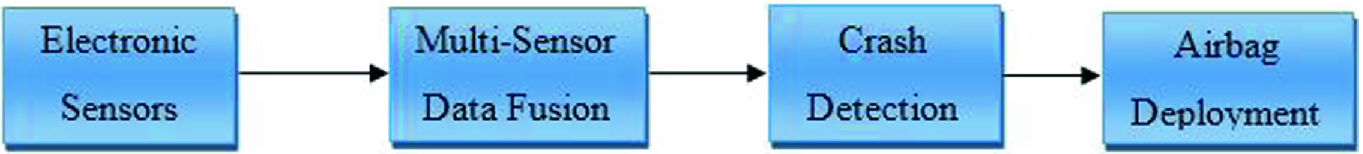 Electronic
Sensors
Multi-Sensor
Data Fusion
Crash
Detection
Airbag
Deployment